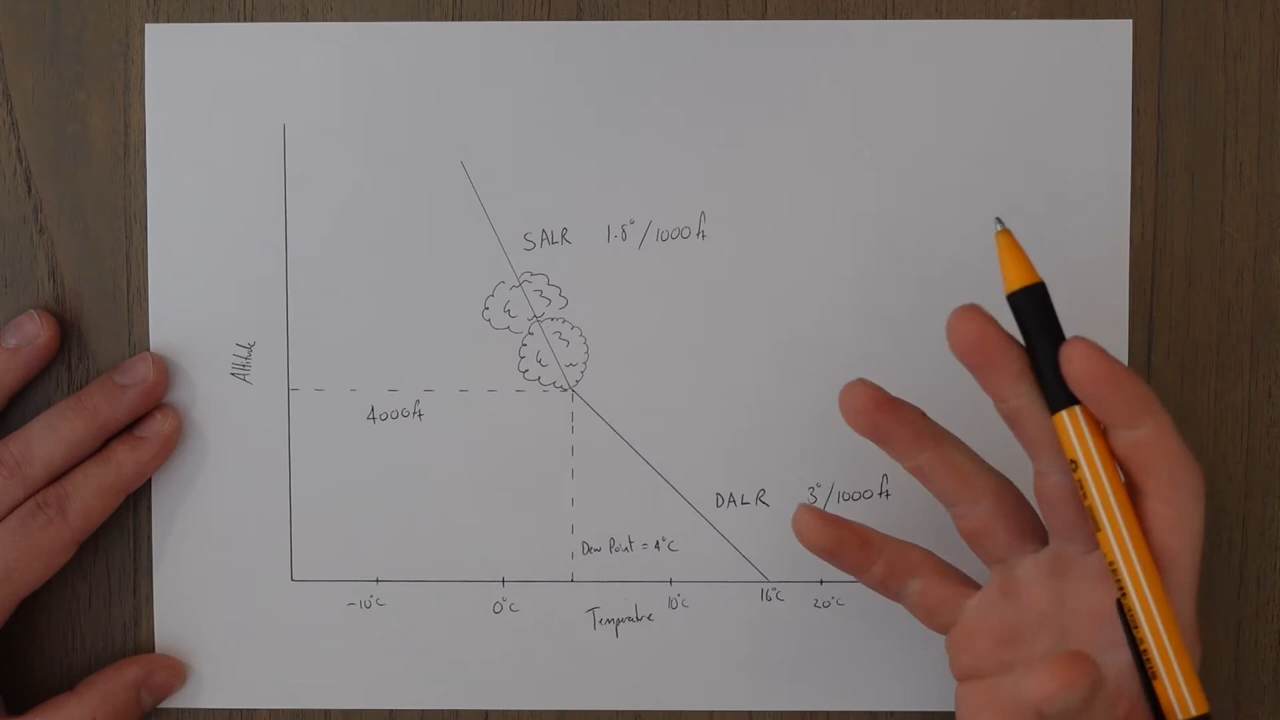 SALR 1.8°/1000ft
Altitude
4000ft
DALR 3°/1000ft
Dew Point = 4°C
-10°C 0°C 10°C 16°C 20°C
Temperature